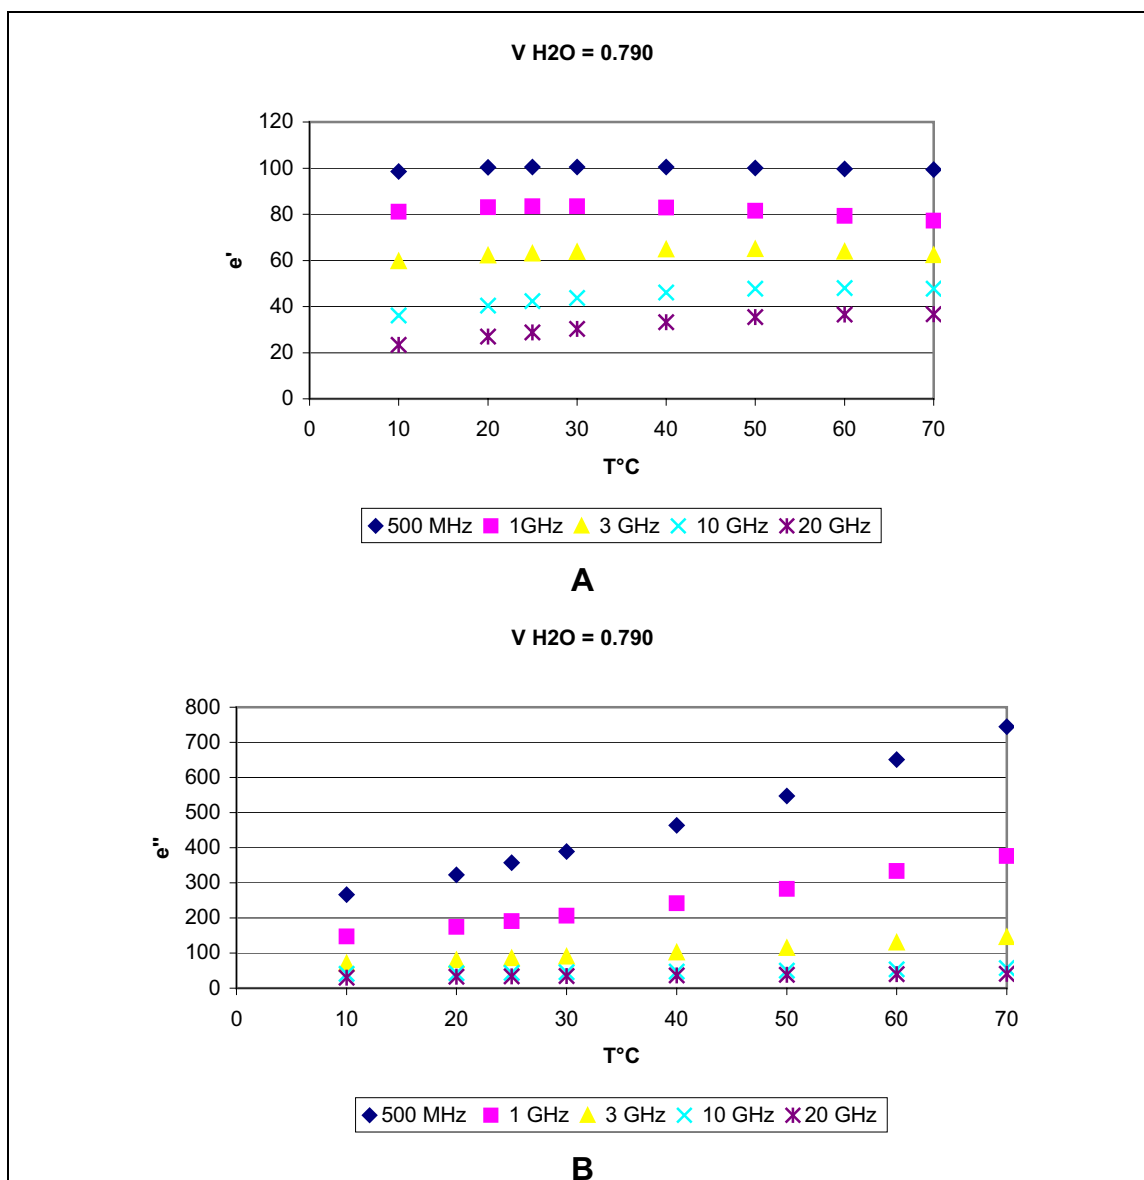 V H2O = 0.790
120
100
80
60
40
20
0
e'
0 10 20 30 40 50 60 70
T°C
500 MHz 1GHz 3 GHz 10 GHz 20 GHz
A
V H2O = 0.790
800
700
600
500
400
300
200
100
0
e"
0 10 20 30 40 50 60 70
T°C
500 MHz 1 GHz 3 GHz 10 GHz 20 GHz
B